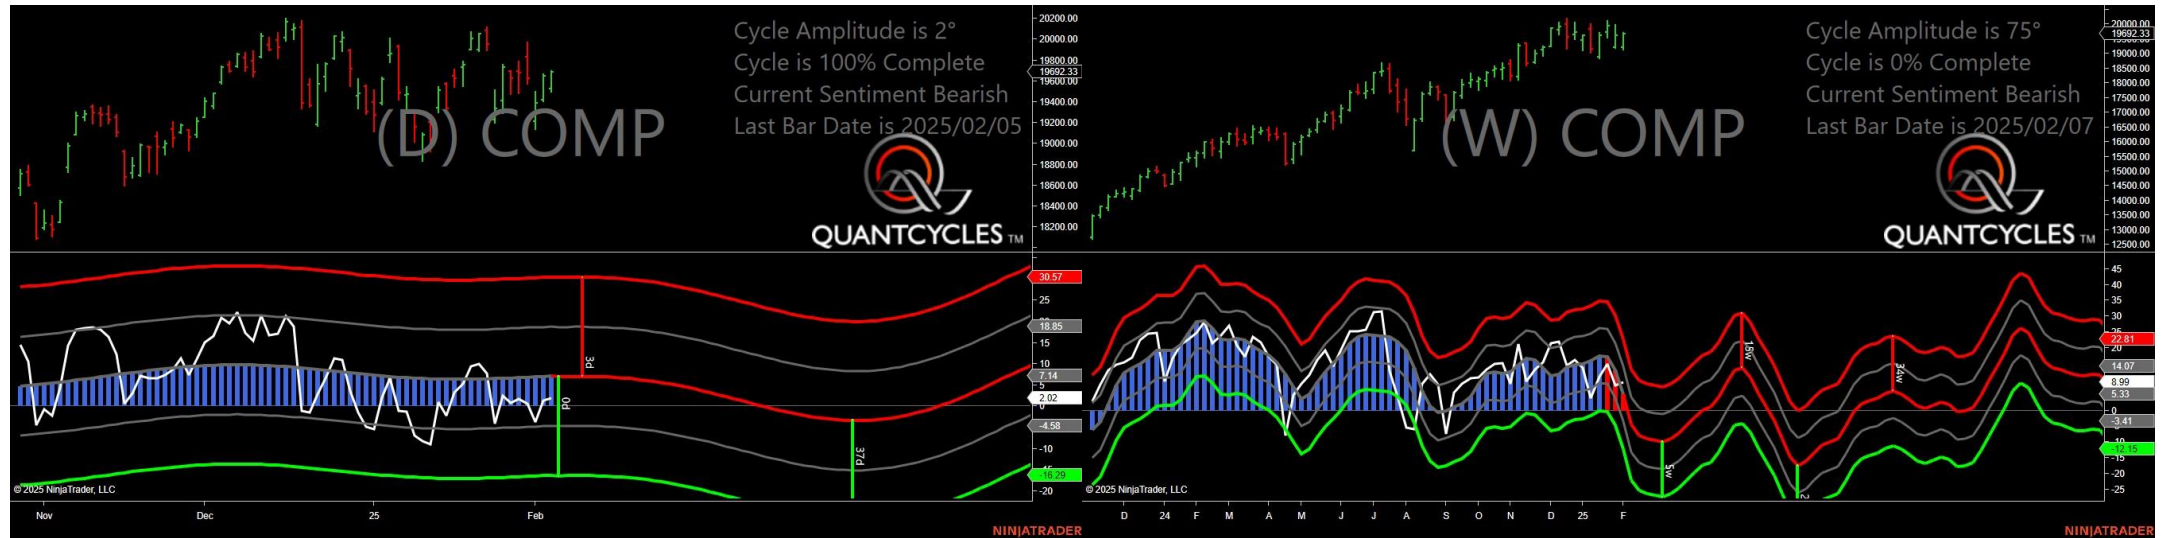 Cycle Amplitude is 2°
Cycle is 100% Complete
Current Sentiment Bearish
Last Bar Date is 2025/02/05
(D) COMP
QUANTCYCLES TM
20200.00
20000.00
19800.00
19692.33
19600.00
19400.00
19200.00
19000.00
18800.00
18600.00
18400.00
18200.00
30.57
25
18.85
15
10
7.14
5
2.02
0
-4.58
-10
-16.29
-20
3d
0d
37d
© 2025 NinjaTrader, LLC
Nov Dec 25 Feb
NINJATRADER
Cycle Amplitude is 75°
Cycle is 0% Complete
Current Sentiment Bearish
Last Bar Date is 2025/02/07
(W) COMP
QUANTCYCLES TM
20000.00
19692.33
19000.00
18500.00
18000.00
17500.00
17000.00
16500.00
16000.00
15500.00
15000.00
14500.00
14000.00
13500.00
13000.00
12500.00
45
40
35
30
25
22.81
20
14.07
8.99
5.33
0
-3.41
-10
-12.15
-15
-20
-25
5w
18w
34w
© 2025 NinjaTrader, LLC
D 24 F M A M J J A S O N D 25 F
NINJATRADER